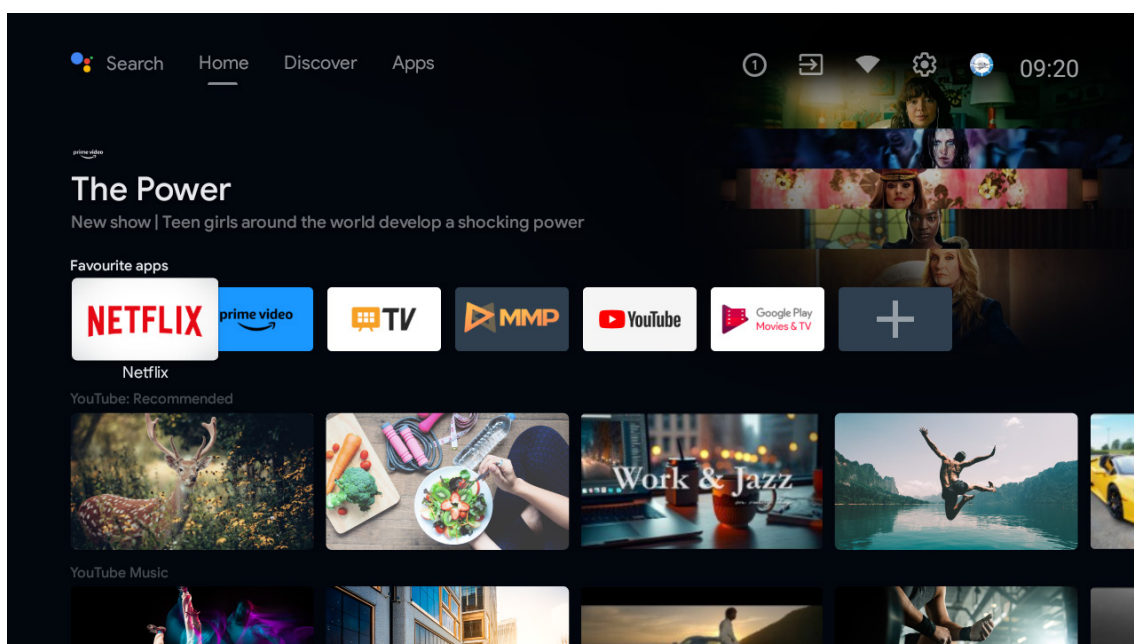 Search Home Discover Apps 1 09:20
prime video
The Power
New show | Teen girls around the world develop a shocking power
Favourite apps
NETFLIX prime video TV MMP YouTube Google Play Movies & TV
Netflix
YouTube: Recommended
Work & Jazz
YouTube Music